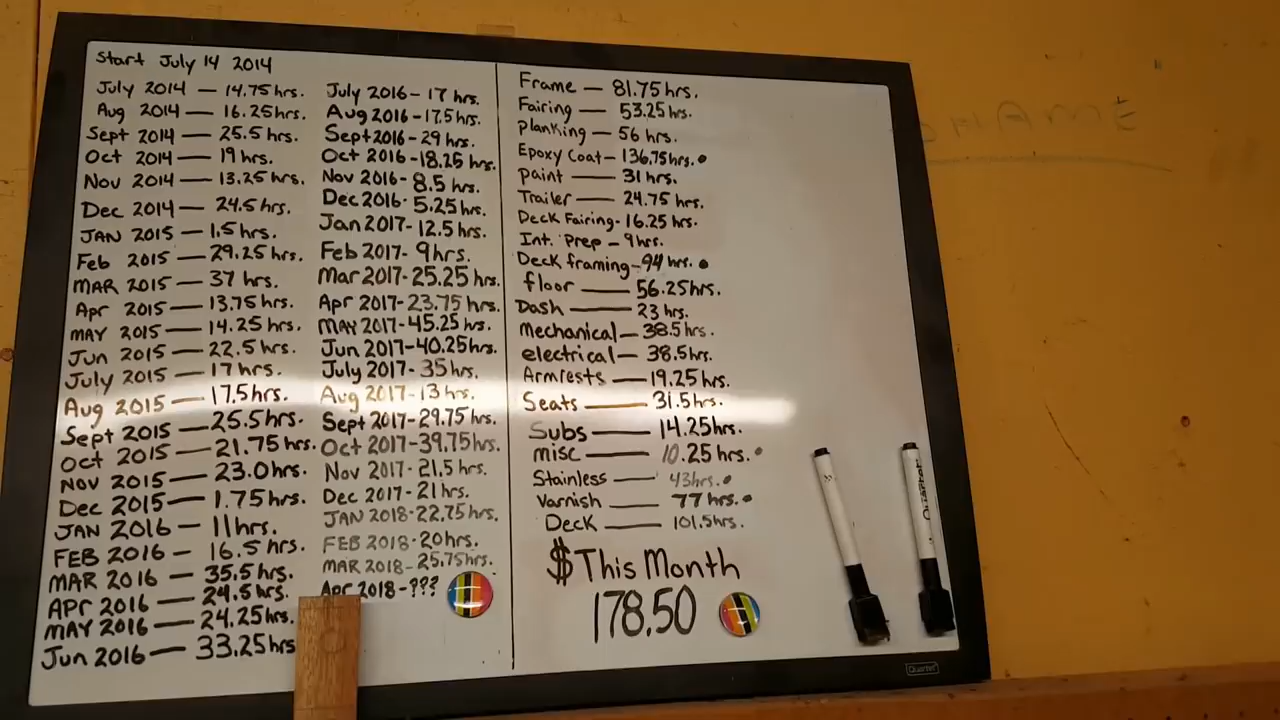 Start July 14 2014
July 2014 — 14.75 hrs.
Aug 2014 — 16.25 hrs.
Sept 2014 — 25.5 hrs.
Oct 2014 — 19 hrs.
Nov 2014 — 13.25 hrs.
Dec 2014 — 24.5 hrs.
JAN 2015 — 1.5 hrs.
Feb 2015 — 29.25 hrs.
MAR 2015 — 37 hrs.
Apr 2015 — 13.75 hrs.
MAY 2015 — 14.25 hrs.
Jun 2015 — 22.5 hrs.
July 2015 — 17 hrs.
Aug 2015 — 17.5 hrs.
Sept 2015 — 25.5 hrs.
Oct 2015 — 21.75 hrs.
Nov 2015 — 23.0 hrs.
Dec 2015 — 1.75 hrs.
JAN 2016 — 11 hrs.
FEB 2016 — 16.5 hrs.
MAR 2016 — 35.5 hrs.
APR 2016 — 24.5 hrs.
MAY 2016 — 24.25 hrs.
Jun 2016 — 33.25 hrs
July 2016 - 17 hrs.
Aug 2016 - 17.5 hrs.
Sept 2016 - 29 hrs.
Oct 2016 - 18.25 hrs.
Nov 2016 - 8.5 hrs.
Dec 2016 - 5.25 hrs.
Jan 2017 - 12.5 hrs.
Feb 2017 - 9 hrs.
Mar 2017 - 25.25 hrs.
Apr 2017 - 23.75 hrs.
MAY 2017 - 45.25 hrs.
Jun 2017 - 40.25 hrs.
July 2017 - 35 hrs.
Aug 2017 - 13 hrs.
Sept 2017 - 29.75 hrs.
Oct 2017 - 39.75 hrs.
Nov 2017 - 21.5 hrs.
Dec 2017 - 21 hrs.
JAN 2018 - 22.75 hrs.
FEB 2018 - 20 hrs.
MAR 2018 - 25.75 hrs.
Apr 2018 - ???
Frame — 81.75 hrs.
Fairing — 53.25 hrs.
Planking — 56 hrs.
Epoxy Coat — 136.75 hrs. •
paint — 31 hrs.
Trailer — 24.75 hrs.
Deck Fairing - 16.25 hrs.
Int. Prep — 9 hrs.
Deck framing — 94 hrs. •
floor — 56.25 hrs.
Dash — 23 hrs.
Mechanical — 38.5 hrs.
electrical — 38.5 hrs.
Armrests — 19.25 hrs.
Seats — 31.5 hrs.
Subs — 14.25 hrs.
misc — 10.25 hrs. •
Stainless — 43 hrs. •
Varnish — 77 hrs. •
Deck — 101.5 hrs.
$ This Month
178.50
Quartet
Quartet